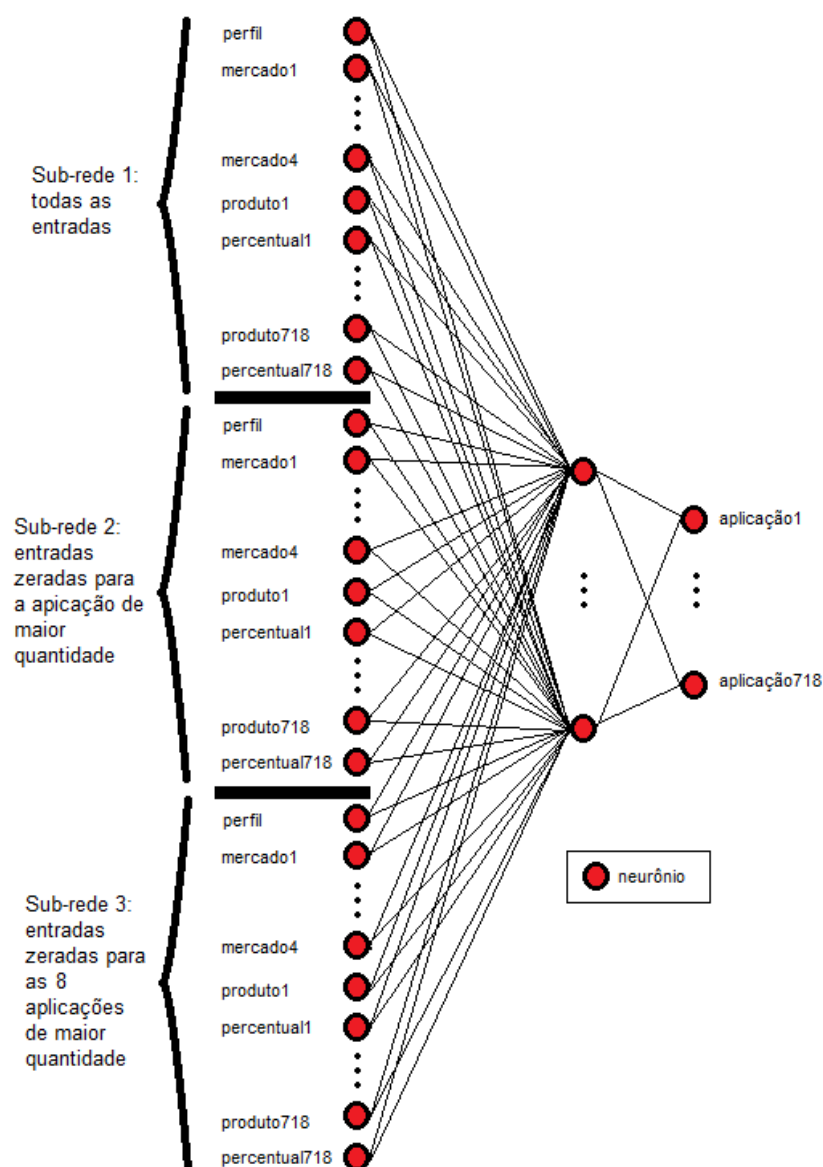 perfil
mercado1
mercado4
Sub-rede 1:
todas as
entradas
produto1
percentual1
produto718
percentual718
perfil
mercado1
Sub-rede 2:
entradas
zeradas para
a apicação de
maior
quantidade
mercado4
produto1
percentual1
produto718
percentual718
aplicação1
aplicação718
perfil
mercado1
neurônio
Sub-rede 3:
entradas
zeradas para
as 8
aplicações
de maior
quantidade
mercado4
produto1
percentual1
produto718
percentual718